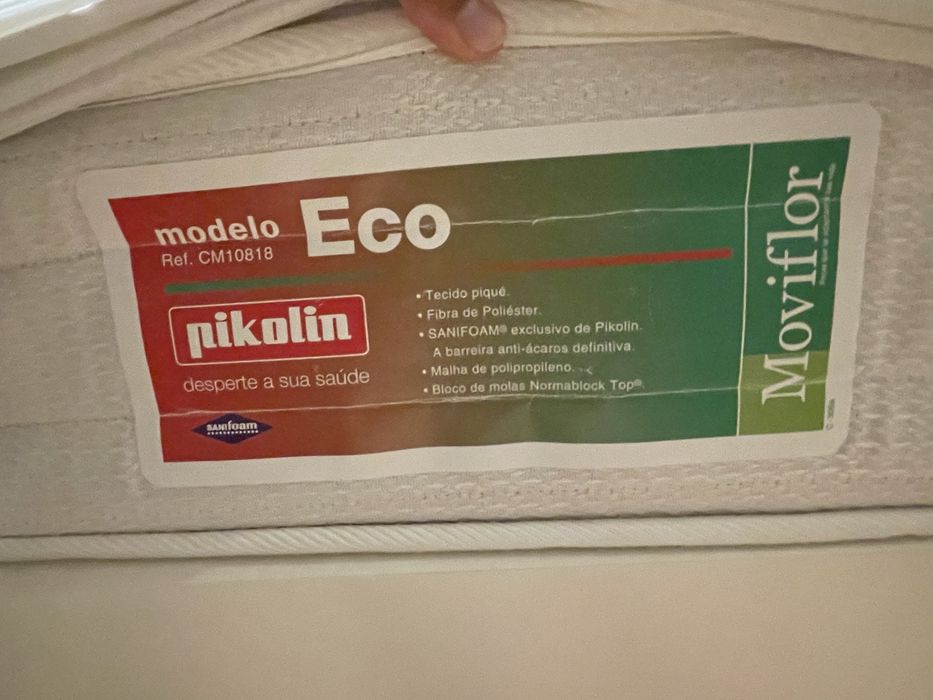 modelo Eco
Ref. CM10818
pikolin
desperte a sua saúde
SANIfoam
• Tecido piqué.
• Fibra de Poliéster.
• SANIFOAM® exclusivo de Pikolin.
A barreira anti-ácaros definitiva.
• Malha de polipropileno.
• Bloco de molas Normablock Top®.
Moviflor